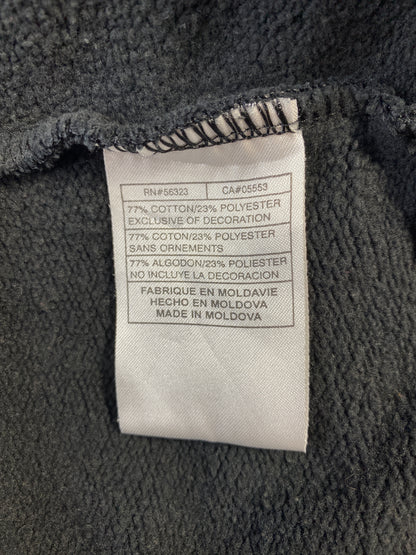 RN#56323 CA#05553
77% COTTON/23% POLYESTER
EXCLUSIVE OF DECORATION
77% COTON/23% POLYESTER
SANS ORNEMENTS
77% ALGODON/23% POLIESTER
NO INCLUYE LA DECORACION
FABRIQUE EN MOLDAVIE
HECHO EN MOLDOVA
MADE IN MOLDOVA